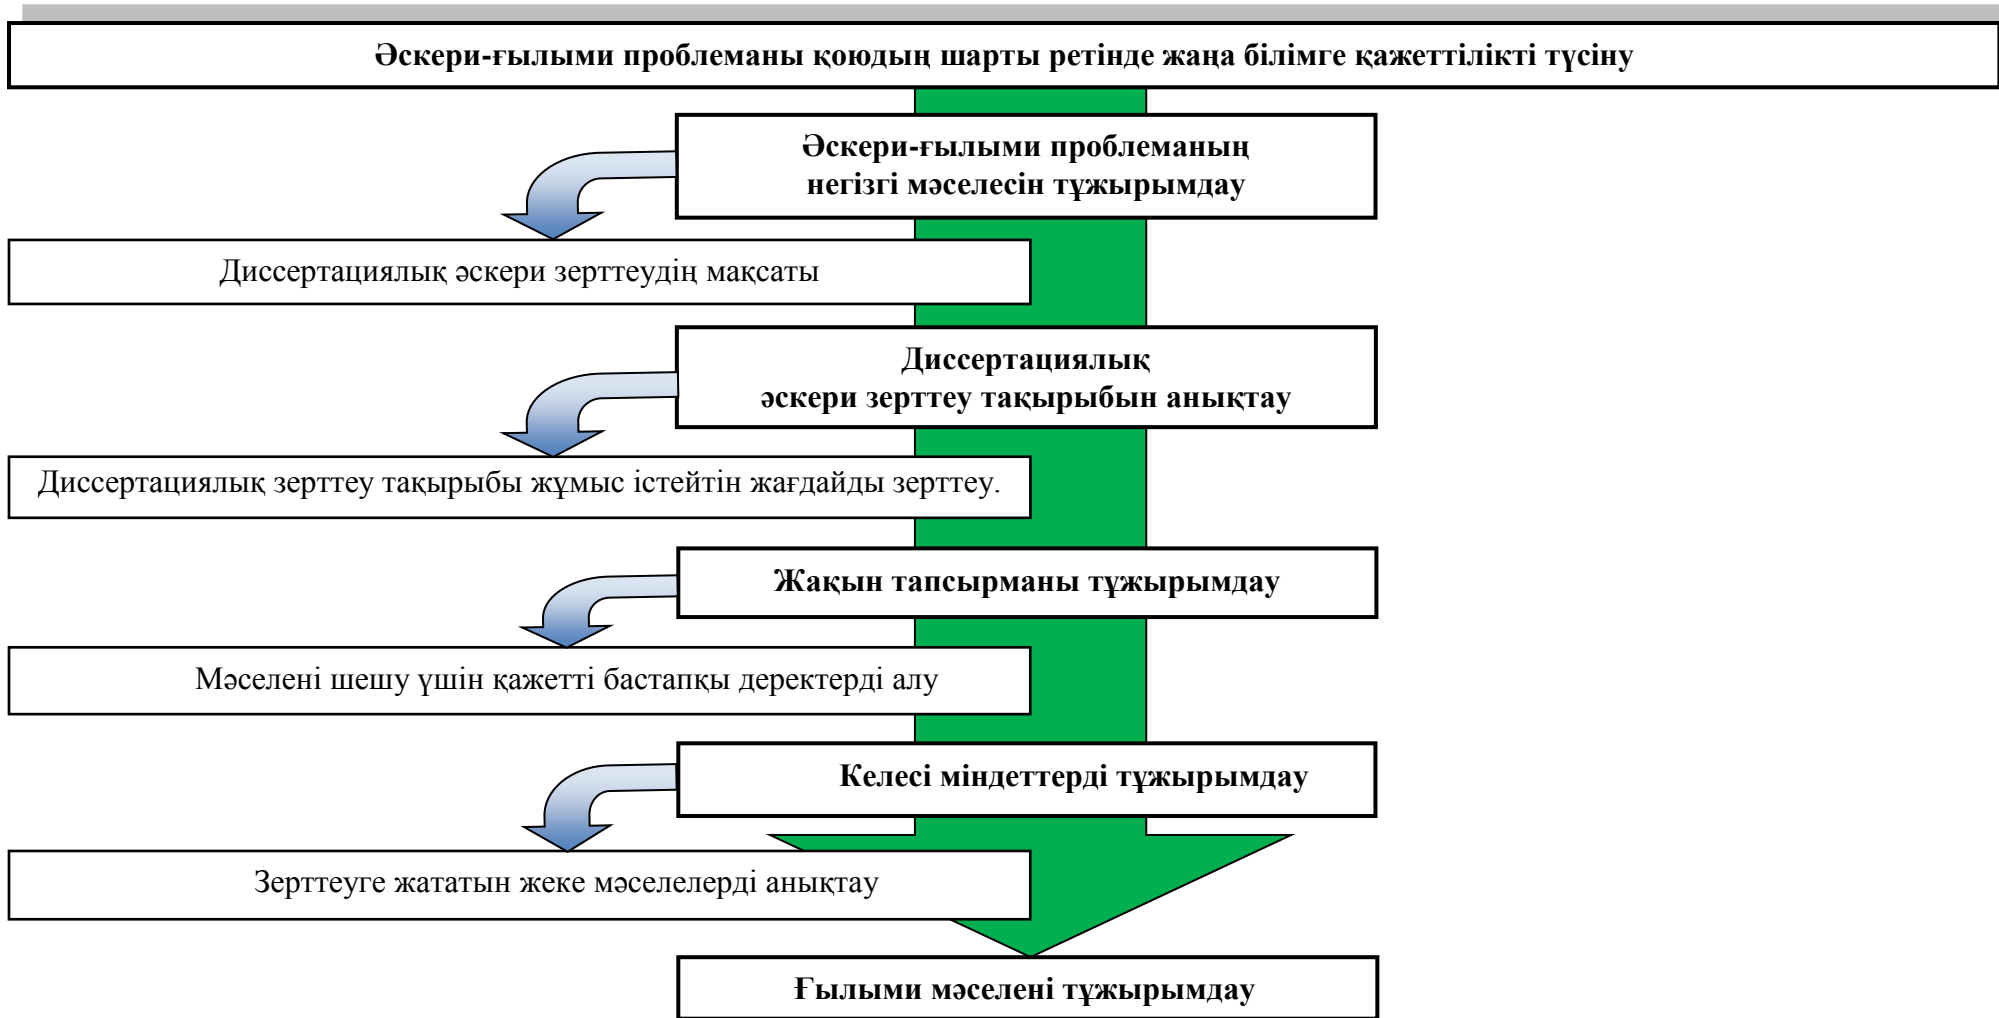 Әскери-ғылыми проблеманы қоюдың шарты ретінде жаңа білімге қажеттілікті түсіну
Әскери-ғылыми проблеманың
негізгі мәселесін тұжырымдау
Диссертациялық әскери зерттеудің мақсаты
Диссертациялық
әскери зерттеу тақырыбын анықтау
Диссертациялық зерттеу тақырыбы жұмыс істейтін жағдайды зерттеу.
Жақын тапсырманы тұжырымдау
Мәселені шешу үшін қажетті бастапқы деректерді алу
Келесі міндеттерді тұжырымдау
Зерттеуге жататын жеке мәселелерді анықтау
Ғылыми мәселені тұжырымдау